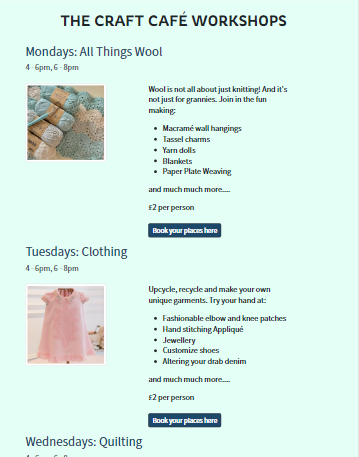 THE CRAFT CAFÉ WORKSHOPS
Mondays: All Things Wool
4 - 6pm, 6 - 8pm
Wool is not all about just knitting! And it's
not just for grannies. Join in the fun
making:
Macramé wall hangings
Tassel charms
Yarn dolls
Blankets
Paper Plate Weaving
and much much more.....
£2 per person
Book your places here
Tuesdays: Clothing
4 - 6pm, 6 - 8pm
Upcycle, recycle and make your own
unique garments. Try your hand at:
Fashionable elbow and knee patches
Hand stitching Appliqué
Jewellery
Customize shoes
Altering your drab denim
and much much more.....
£2 per person
Book your places here
Wednesdays: Quilting